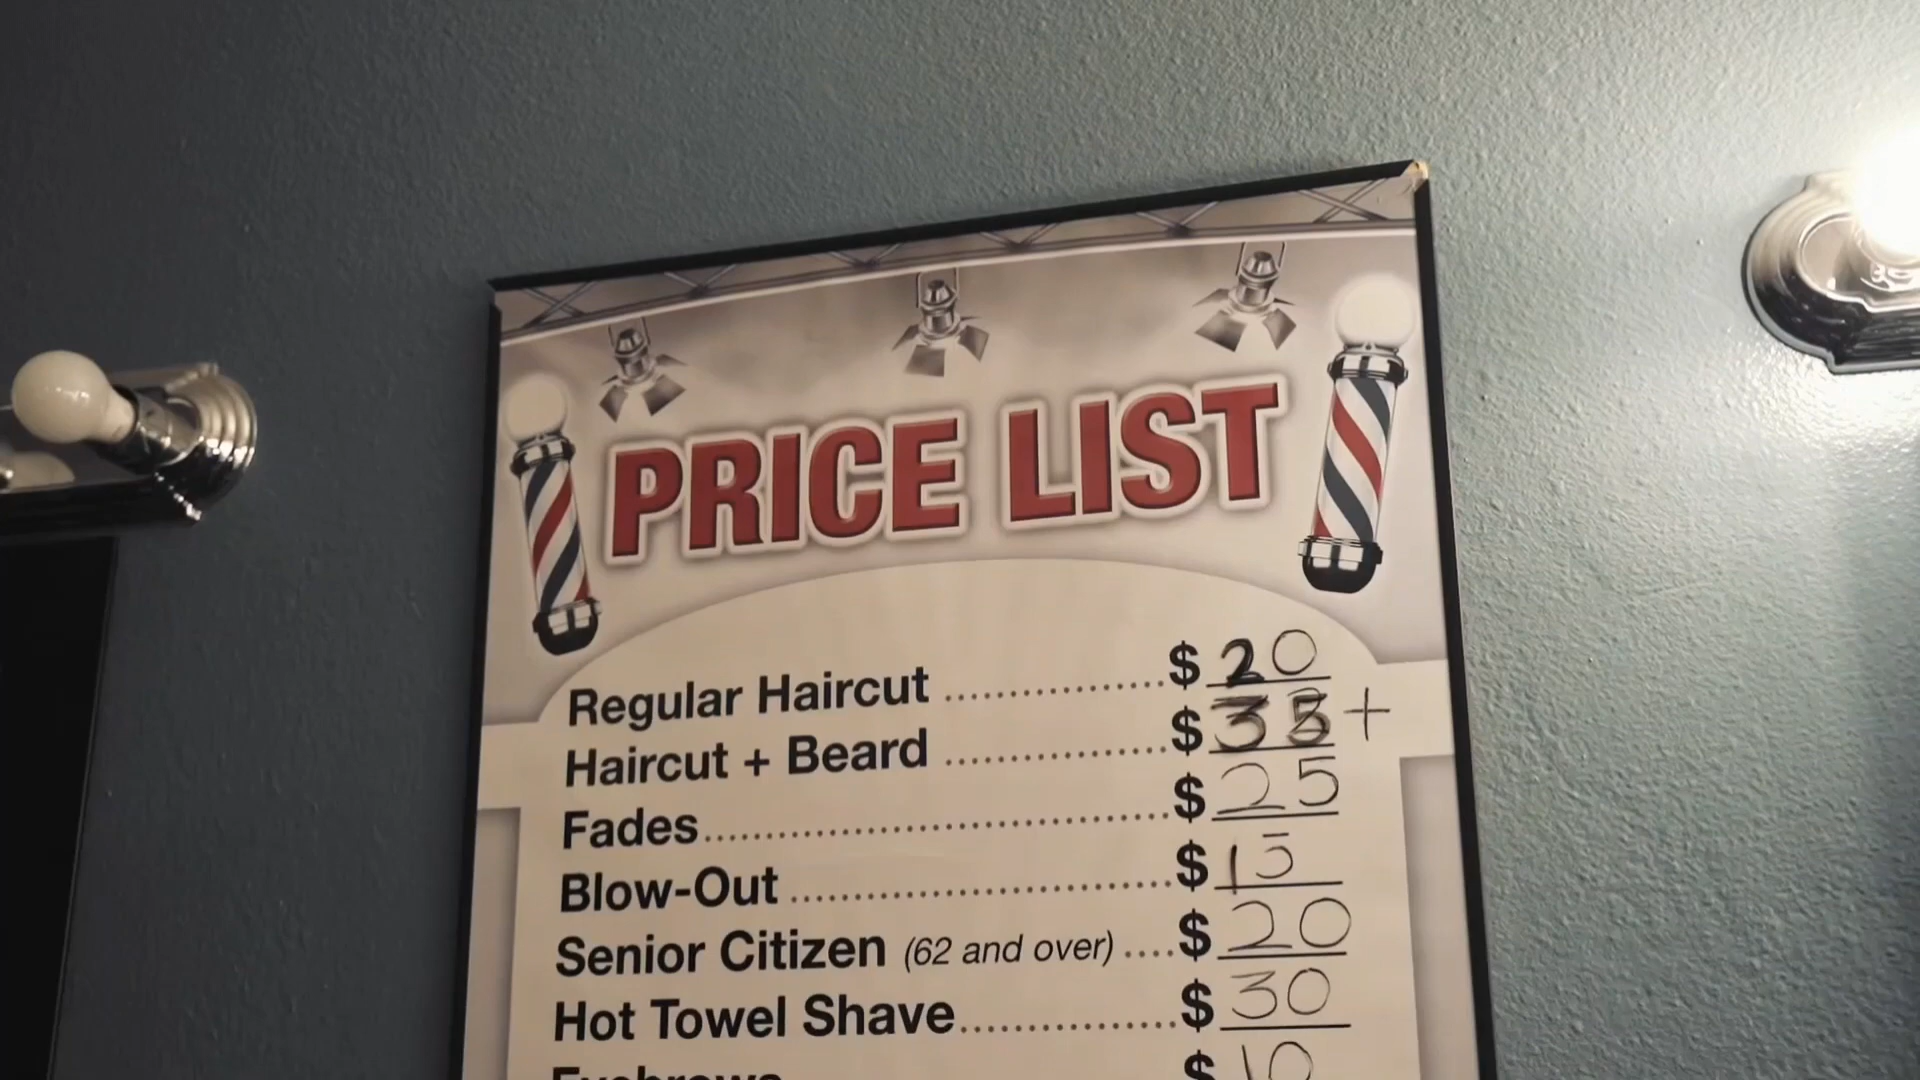 PRICE LIST
Regular Haircut ................. $ 20
Haircut + Beard ................. $ 35 +
Fades ................. $ 25
Blow-Out ................. $ 15
Senior Citizen (62 and over) .... $ 20
Hot Towel Shave ................. $ 30
Eyebrows $ 10